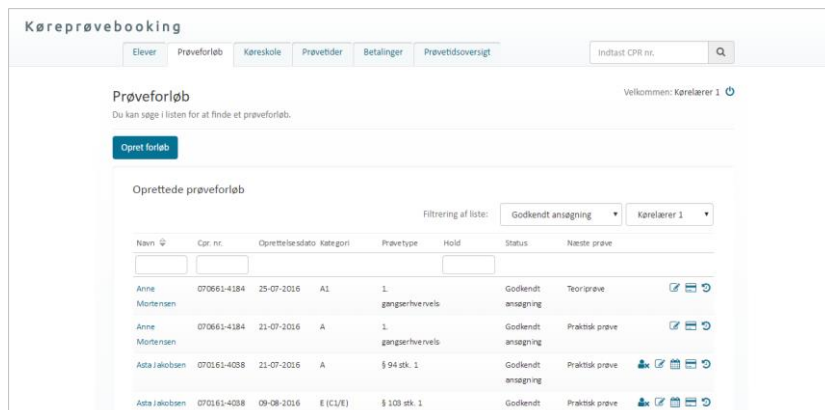 Køreprøvebooking
Elever Prøveforløb Køreskole Prøvetider Betalinger Prøvetidsoversigt Indtast CPR nr.
Prøveforløb
Velkommen: Kørelærer 1
Du kan søge i listen for at finde et prøveforløb.
Opret forløb
Oprettede prøveforløb
Filtrering af liste: Godkendt ansøgning Kørelærer 1
Navn Cpr. nr. Oprettelsesdato Kategori Prøvetype Hold Status Næste prøve
Anne 070661-4184 25-07-2016 A1 1. Godkendt Teoriprøve
Mortensen gangserhvervels ansøgning
Anne 070661-4184 21-07-2016 A 1. Godkendt Praktisk prøve
Mortensen gangserhvervels ansøgning
Asta Jakobsen 070161-4038 21-07-2016 A § 94 stk. 1 Godkendt Praktisk prøve
ansøgning
Asta Jakobsen 070161-4038 09-08-2016 E (C1/E) § 103 stk. 1 Godkendt Praktisk prøve